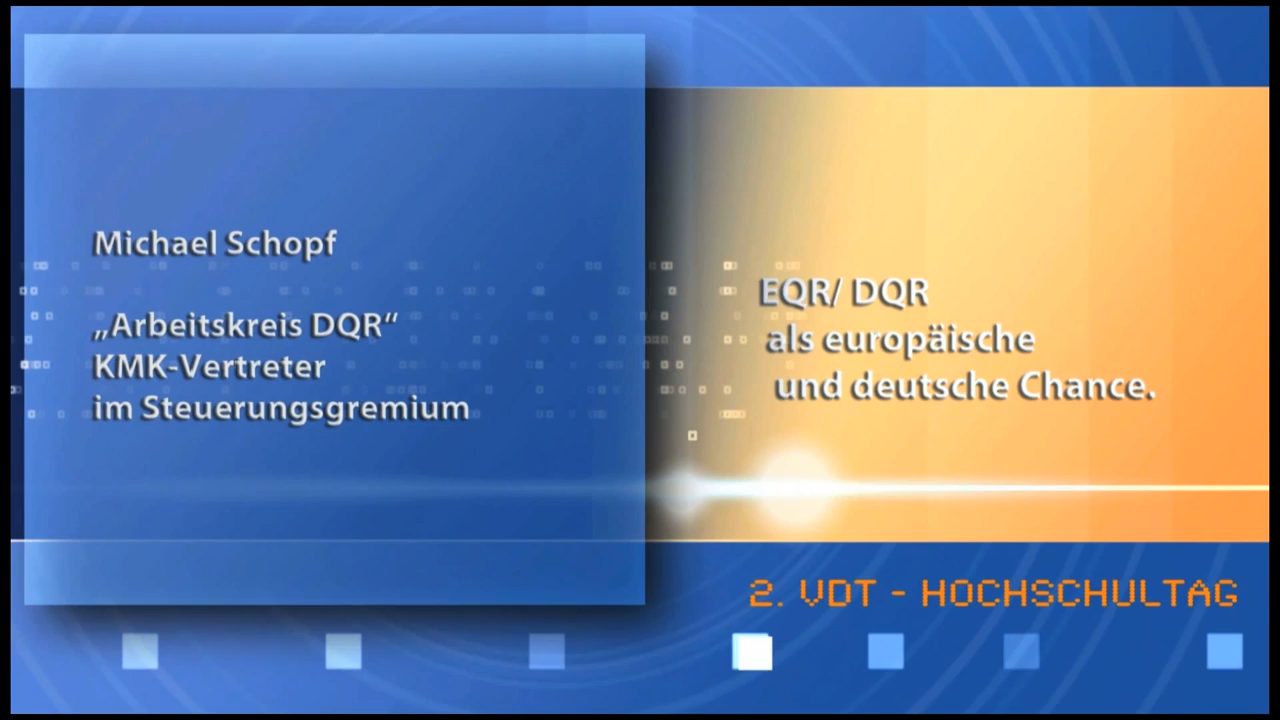 Michael Schopf
„Arbeitskreis DQR“
KMK-Vertreter
im Steuerungsgremium
EQR/ DQR
als europäische
und deutsche Chance.
2. VDT - HOCHSCHULTAG